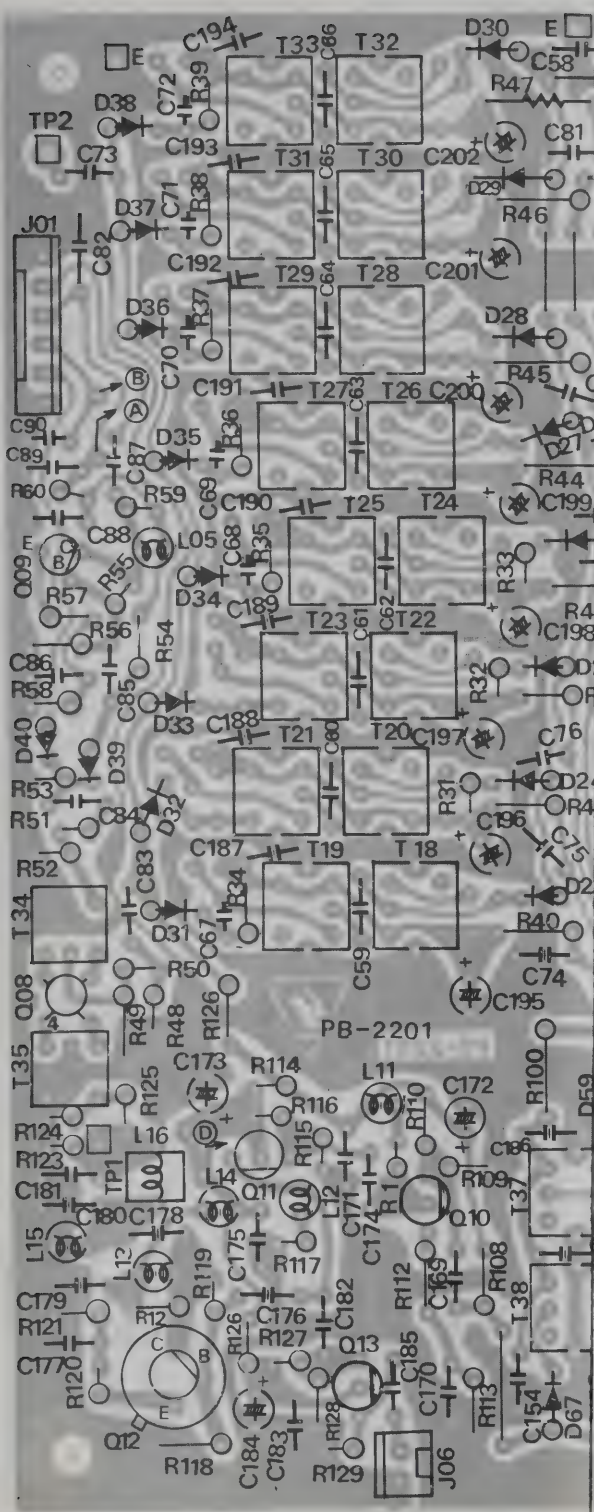 C194
T33
C66
T32
D30
E
E
C58
C72
R39
R47
D38
TP2
C193
T31
C65
T30
C202
C81
C73
D29
C71
R38
R46
J01
D37
C82
C192
T29
C64
T28
C201
D36
R37
D28
C70
B
C191
T27
C63
T26
C200
R45
A
C90
R36
D27
C89
C87
D35
C69
C190
T25
T24
R44
C199
R60
R59
E
C
B
Q09
C88
L05
C68
R35
R33
R55
D34
C62
R57
C189
T23
C61
T22
C198
R56
R54
C86
R32
R58
C85
D33
C188
T21
C60
T20
C197
C76
D40
D39
R53
R31
D24
R51
C84
D32
C196
C75
R52
C83
C187
T19
T18
R34
T34
D31
C67
C59
R40
C74
R50
Q08
4
R49
R48
R126
C195
PB-2201
R100
T35
C173
R114
L11
R110
C172
D59
R125
R116
R124
D
R115
C186
R123
L16
TP1
L14
Q11
L12
C171
C174
R109
T37
C181
C180
C178
Q10
L15
C175
R117
L13
R119
C182
R112
C169
R108
T38
C179
C176
R121
R12
R126
R127
C177
C
B
Q13
C185
R120
E
C170
R113
C154
D67
R128
Q12
C184
C183
R118
R129
J06